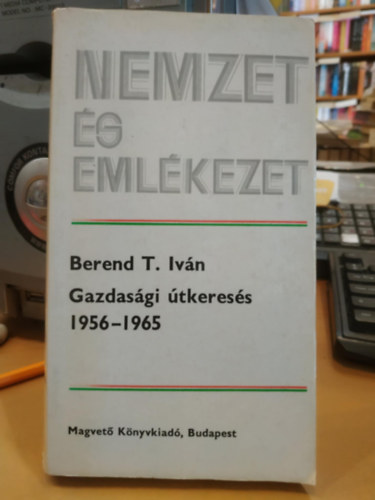 NEMZET
ÉS
EMLÉKEZET
Berend T. Iván
Gazdasági útkeresés
1956–1965
Magvető Könyvkiadó, Budapest